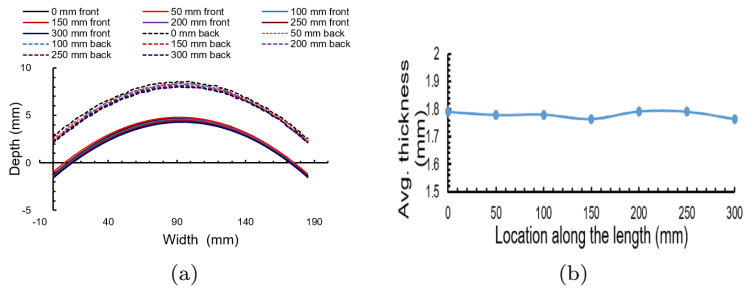 0 mm front 50 mm front 100 mm front
150 mm front 200 mm front 250 mm front
300 mm front 0 mm back 50 mm back
100 mm back 150 mm back 200 mm back
250 mm back 300 mm back
10
5
0
-5
-10 40 90 140 190
Depth (mm)
Width (mm)
(a)
2
1.9
1.8
1.7
1.6
1.5
Avg. thickness
(mm)
0 50 100 150 200 250 300
Location along the length (mm)
(b)